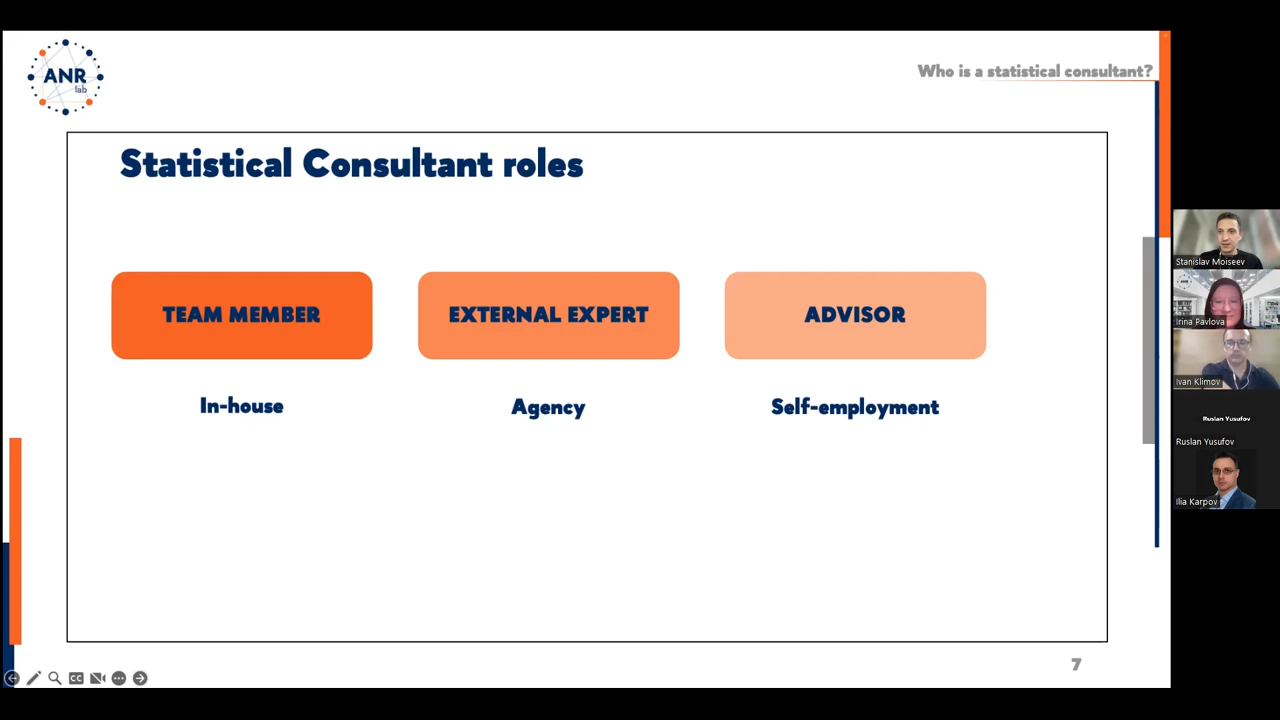 ANR
lab
Who is a statistical consultant?
Statistical Consultant roles
TEAM MEMBER
EXTERNAL EXPERT
ADVISOR
In-house
Agency
Self-employment
7
CC
Stanislav Moiseev
Irina Pavlova
Ivan Klimov
Ruslan Yusufov
Ruslan Yusufov
Ilia Karpov